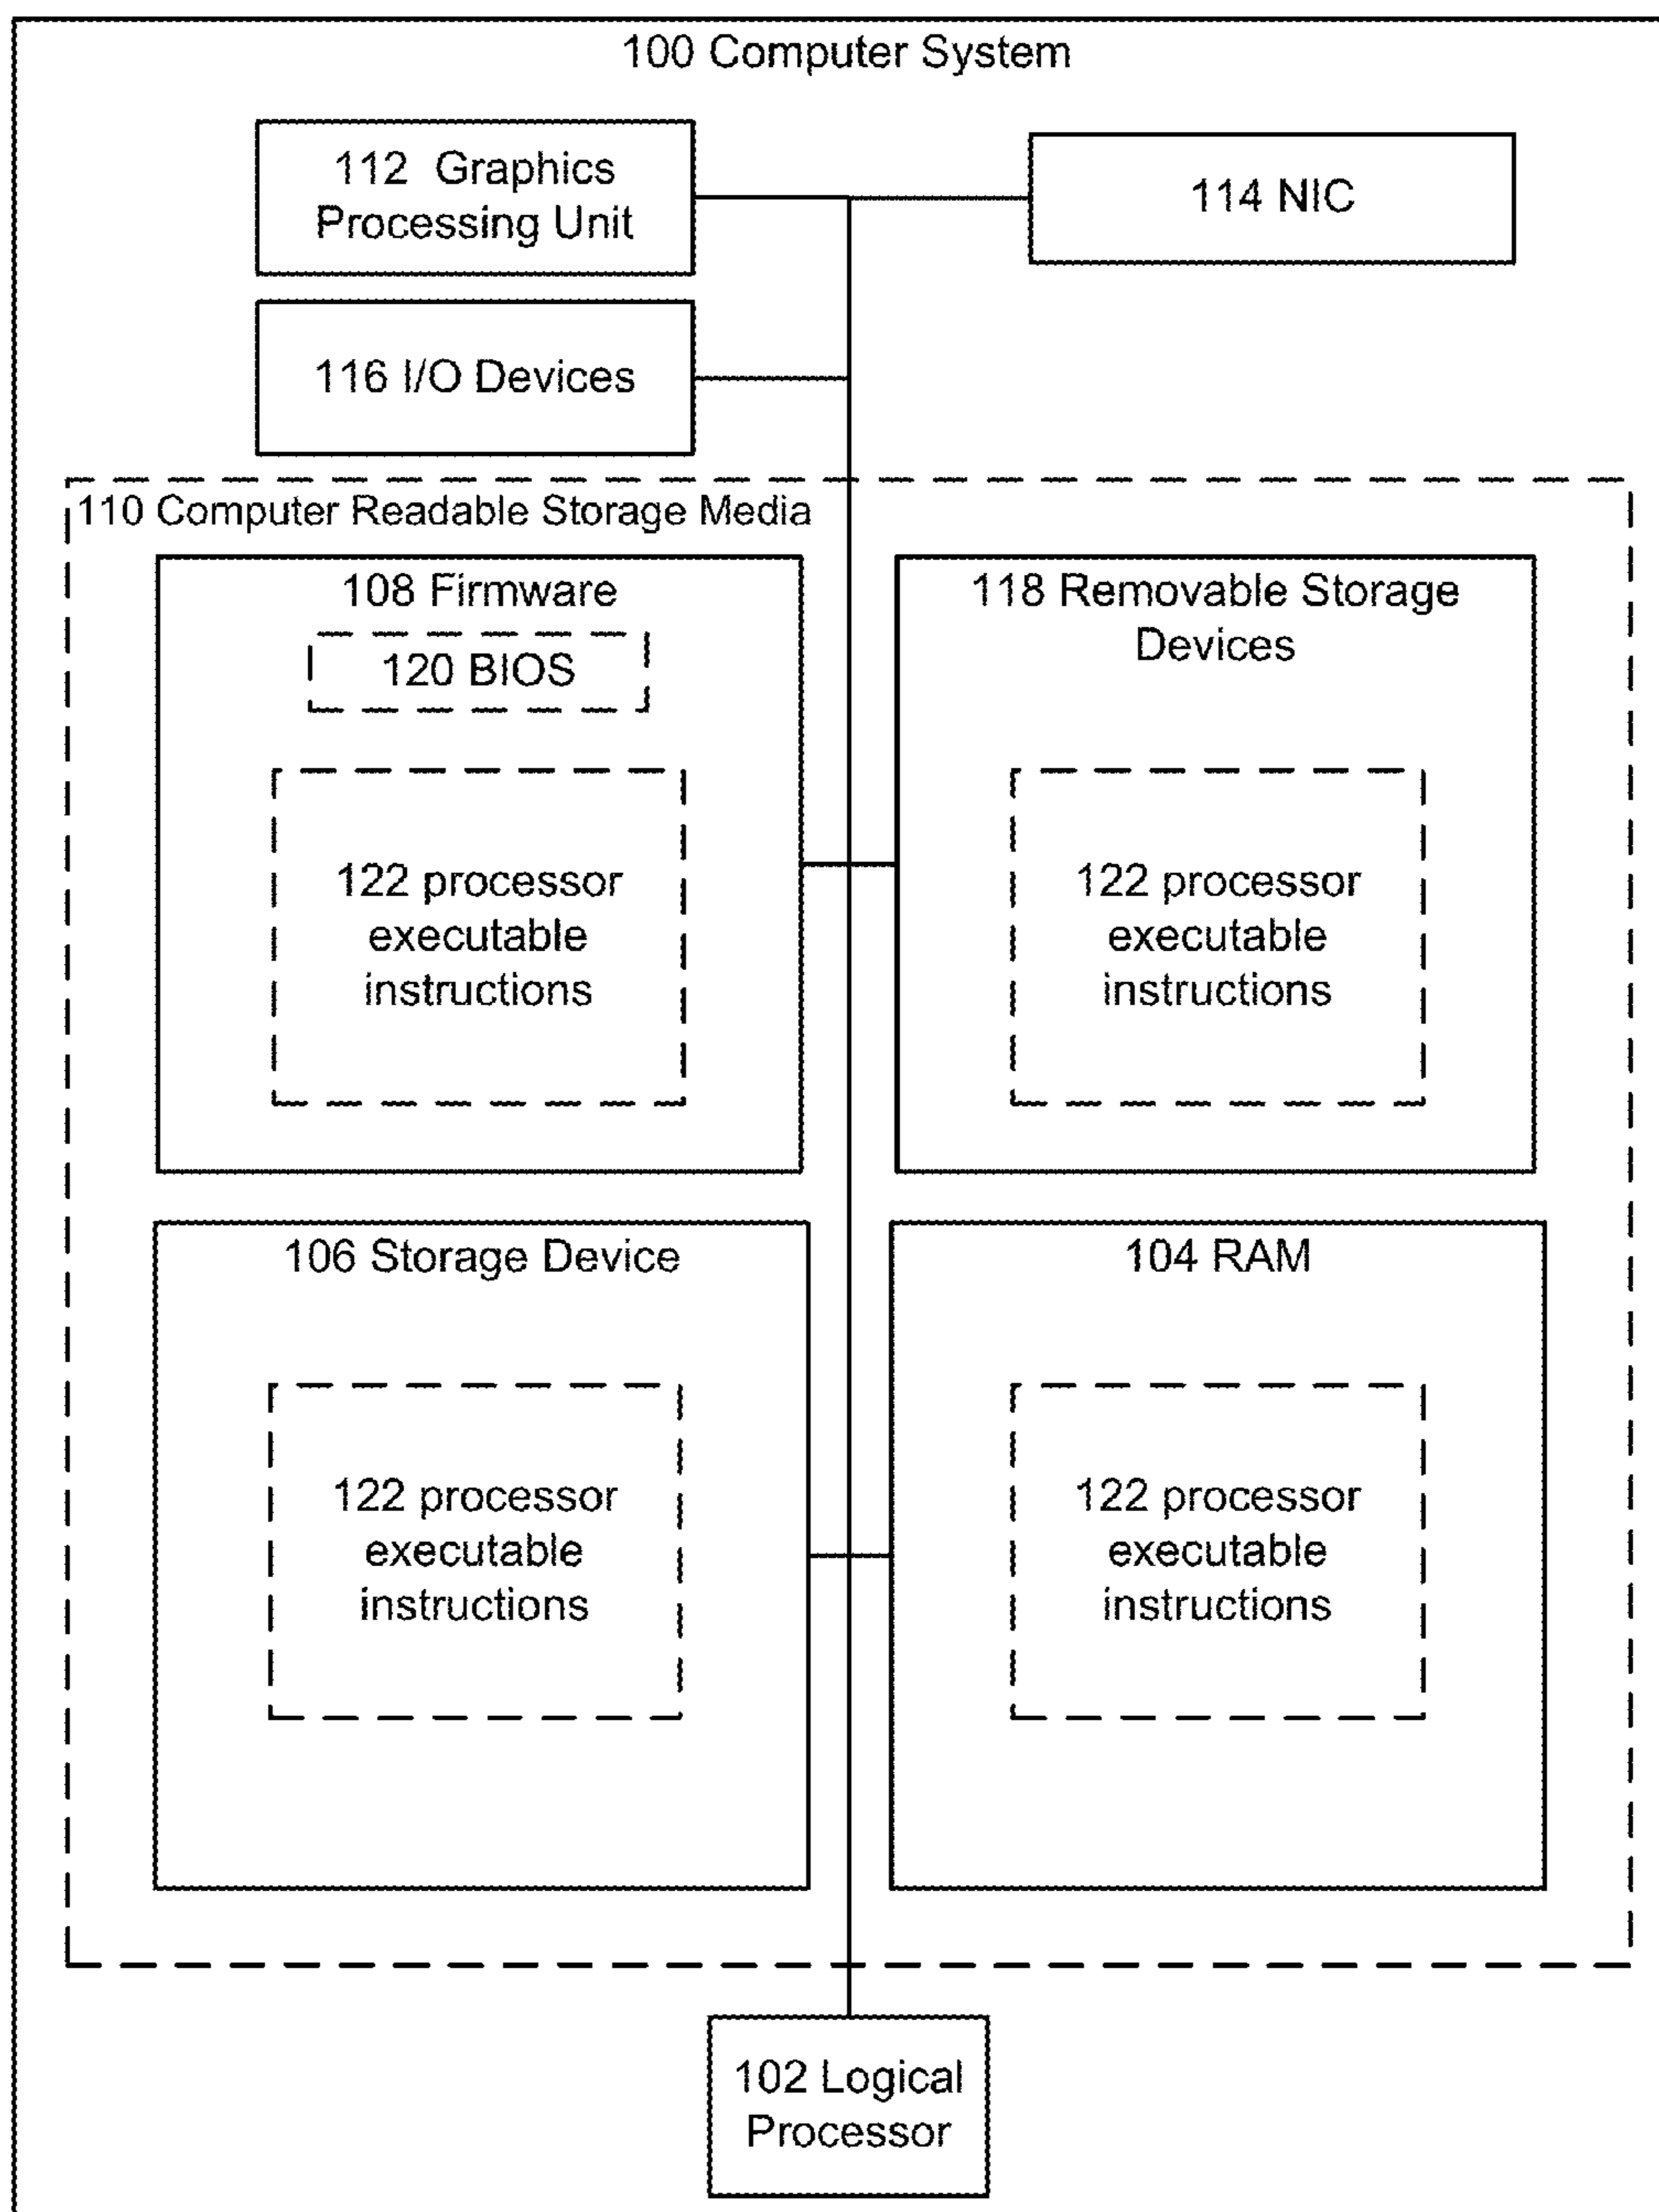 100 Computer System
112 Graphics
Processing Unit
114 NIC
116 I/O Devices
110 Computer Readable Storage Media
108 Firmware
120 BIOS
122 processor
executable
instructions
118 Removable Storage
Devices
122 processor
executable
instructions
106 Storage Device
122 processor
executable
instructions
104 RAM
122 processor
executable
instructions
102 Logical
Processor